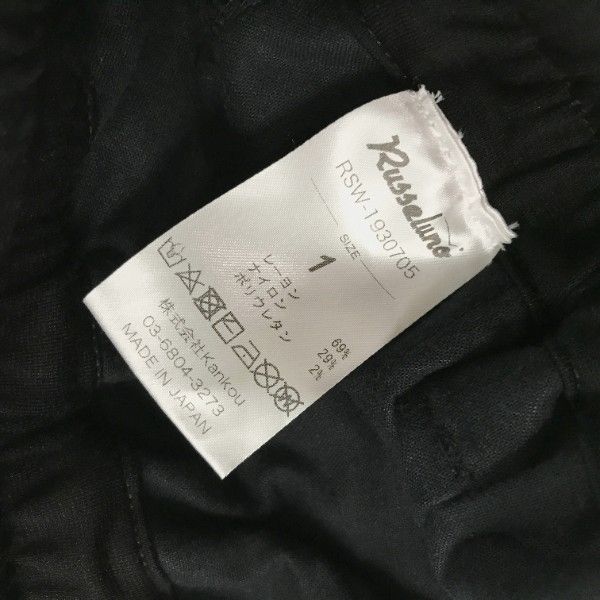 Russeluno
RSW-1930705
SIZE
1
レーヨン 69%
ナイロン 29%
ポリウレタン 2%
株式会社Kankou
03-6804-3273
MADE IN JAPAN